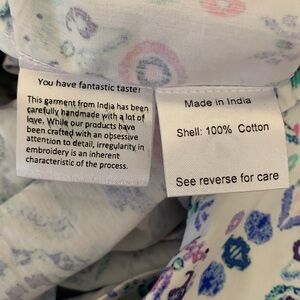 You have fantastic taste!
This garment from India has been
carefully handmade with a lot of
love. While our products have
been crafted with an obsessive
attention to detail, irregularity in
embroidery is an inherent
characteristic of the process.
Made in India
Shell: 100% Cotton
See reverse for care